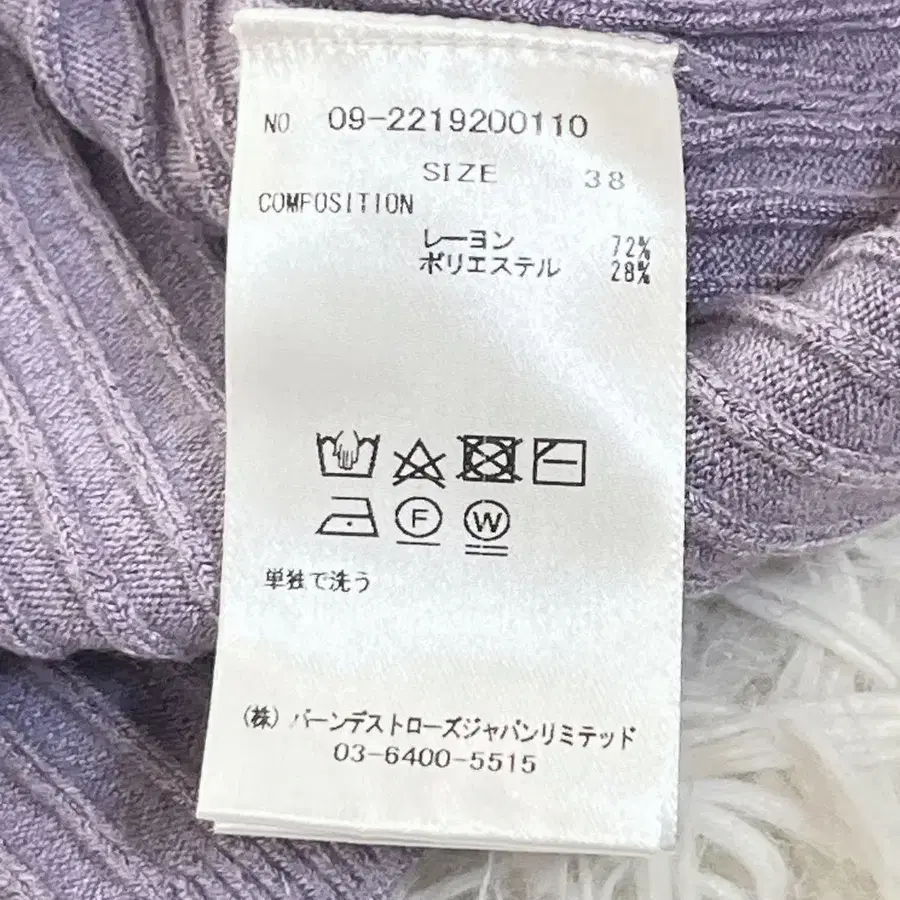 NO 09-2219200110
SIZE 38
COMPOSITION
レーヨン 72%
ポリエステル 28%
F W
単独で洗う
(株) バーンデストローズジャパンリミテッド
03-6400-5515